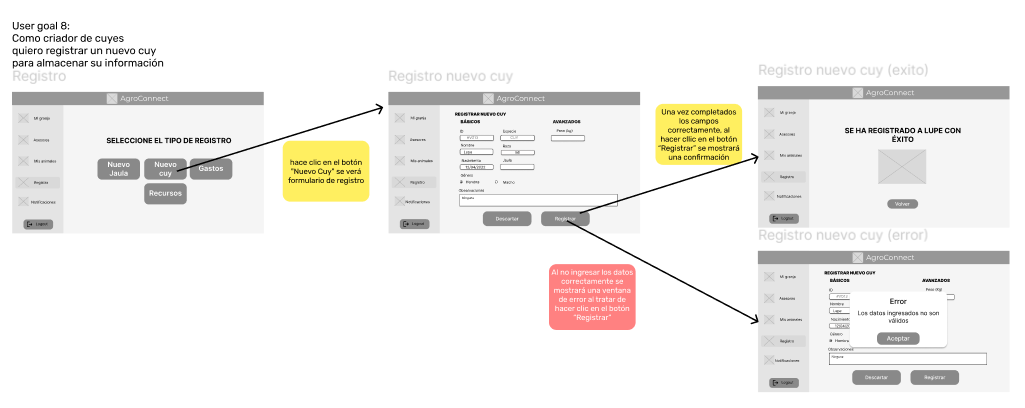 User goal 8:
Como criador de cuyes
quiero registrar un nuevo cuy
para almacenar su información
Registro
AgroConnect
Mi granja
Asesores
Mis animales
Registro
Notificaciones
Logout
SELECCIONE EL TIPO DE REGISTRO
Nuevo
Jaula
Nuevo
cuy
Gastos
Recursos
hace clic en el botón
"Nuevo Cuy" se verá
formulario de registro
Registro nuevo cuy
AgroConnect
Mi granja
Asesores
Mis animales
Registro
Notificaciones
Logout
REGISTRAR NUEVO CUY
BÁSICOS
AVANZADOS
ID
Especie
Peso (kg)
CUY
Nombre
Raza
Lupe
Nacimiento
Jaula
12/04/2022
Género
Hembra
Macho
Observaciones
Ninguna
Descartar
Registrar
Una vez completados
los campos
correctamente, al
hacer cllic en el botón
"Registrar" se mostrará
una confirmación
Al no ingresar los datos
correctamente se
mostrará una ventana
de error al tratar de
hacer clic en el botón
"Registrar"
Registro nuevo cuy (exito)
AgroConnect
Mi granja
Asesores
Mis animales
Registro
Notificaciones
Logout
SE HA REGISTRADO A LUPE CON
ÉXITO
Volver
Registro nuevo cuy (error)
AgroConnect
Mi granja
Asesores
Mis animales
Registro
Notificaciones
Logout
REGISTRAR NUEVO CUY
BÁSICOS
AVANZADOS
ID
Peso (Kg)
Nombre
Lupe
Nacimiento
Género
Hembra
Observaciones
Ninguna
Error
Los datos ingresados no son
válidos
Aceptar
Descartar
Registrar